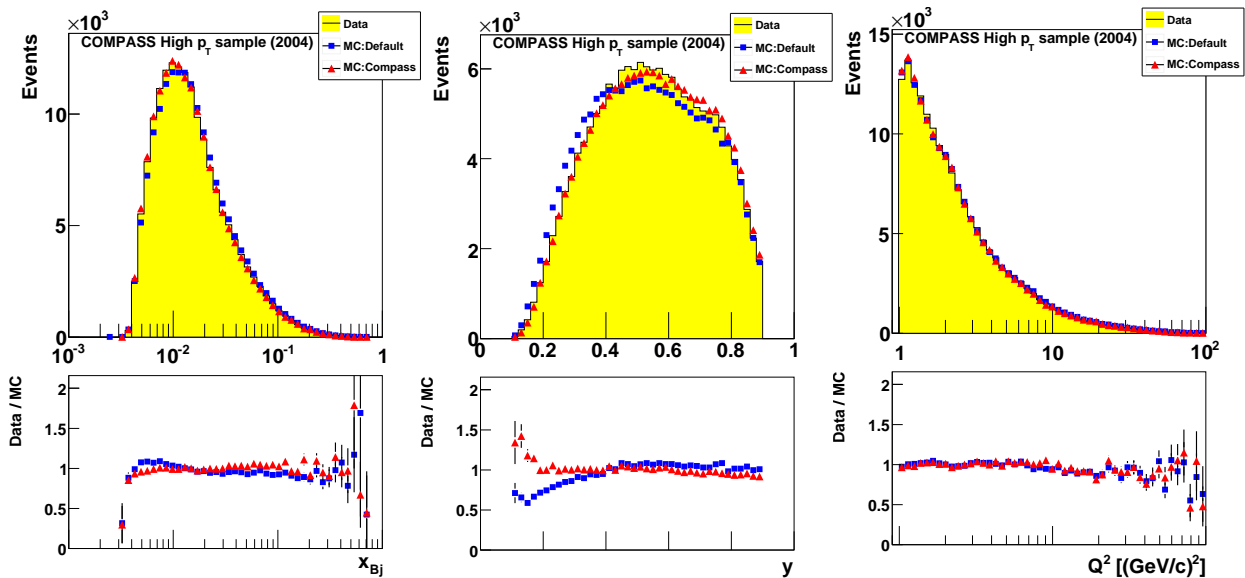 ×10³
COMPASS High p_T sample (2004)
Data
MC:Default
MC:Compass
Events
10
5
0
10⁻³
10⁻²
10⁻¹
1
Data / MC
2
1.5
1
0.5
0
x_Bj
×10³
COMPASS High p_T sample (2004)
Data
MC:Default
MC:Compass
Events
6
4
2
0
0
0.2
0.4
0.6
0.8
1
Data / MC
2
1.5
1
0.5
0
y
×10³
COMPASS High p_T sample (2004)
Data
MC:Default
MC:Compass
Events
15
10
5
0
1
10
10²
Data / MC
2
1.5
1
0.5
0
Q² [(GeV/c)²]